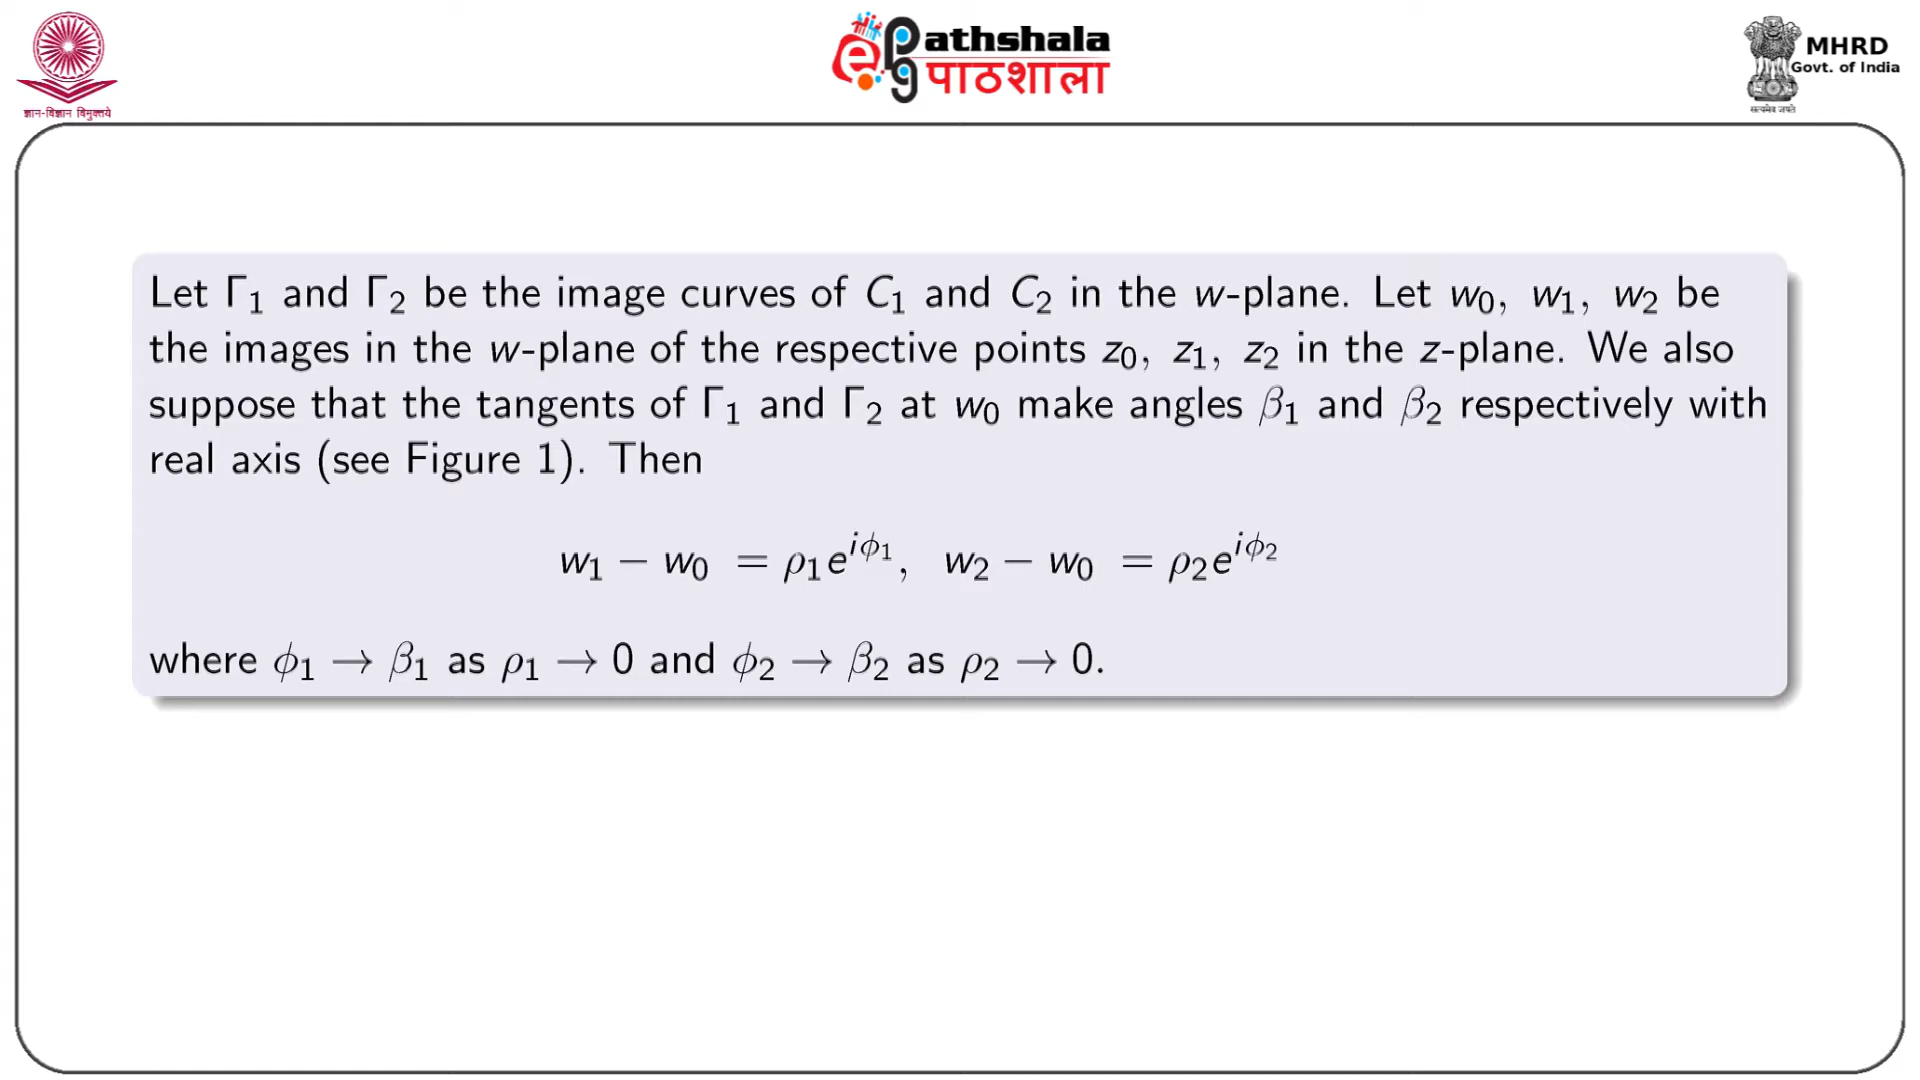 ज्ञान-विज्ञान विमुक्तये
ePathshala
पाठशाला
MHRD
Govt. of India
सत्यमेव जयते
Let Γ₁ and Γ₂ be the image curves of C₁ and C₂ in the w-plane. Let w₀, w₁, w₂ be
the images in the w-plane of the respective points z₀, z₁, z₂ in the z-plane. We also
suppose that the tangents of Γ₁ and Γ₂ at w₀ make angles β₁ and β₂ respectively with
real axis (see Figure 1). Then
w₁ − w₀ = ρ₁e^{iϕ₁}, w₂ − w₀ = ρ₂e^{iϕ₂}
where ϕ₁ → β₁ as ρ₁ → 0 and ϕ₂ → β₂ as ρ₂ → 0.